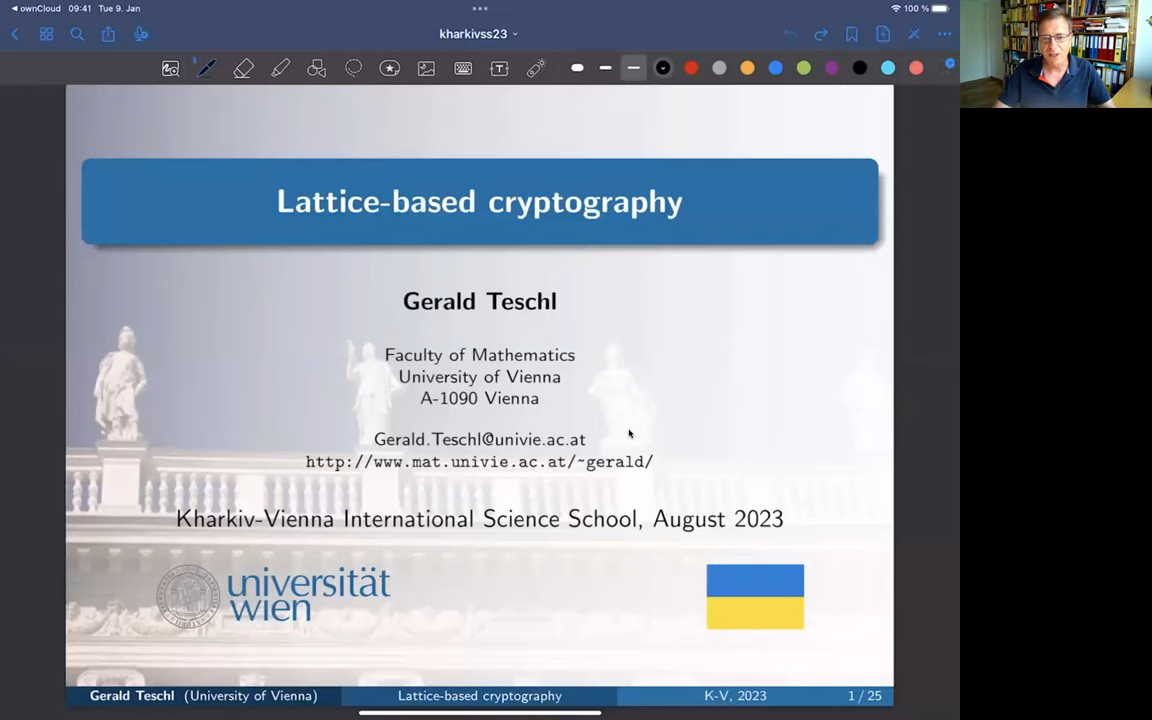 ownCloud 09:41 Tue 9. Jan
100 %
kharkivss23
Lattice-based cryptography
Gerald Teschl
Faculty of Mathematics
University of Vienna
A-1090 Vienna
Gerald.Teschl@univie.ac.at
http://www.mat.univie.ac.at/~gerald/
Kharkiv-Vienna International Science School, August 2023
universität
wien
Gerald Teschl (University of Vienna) Lattice-based cryptography K-V, 2023 1 / 25